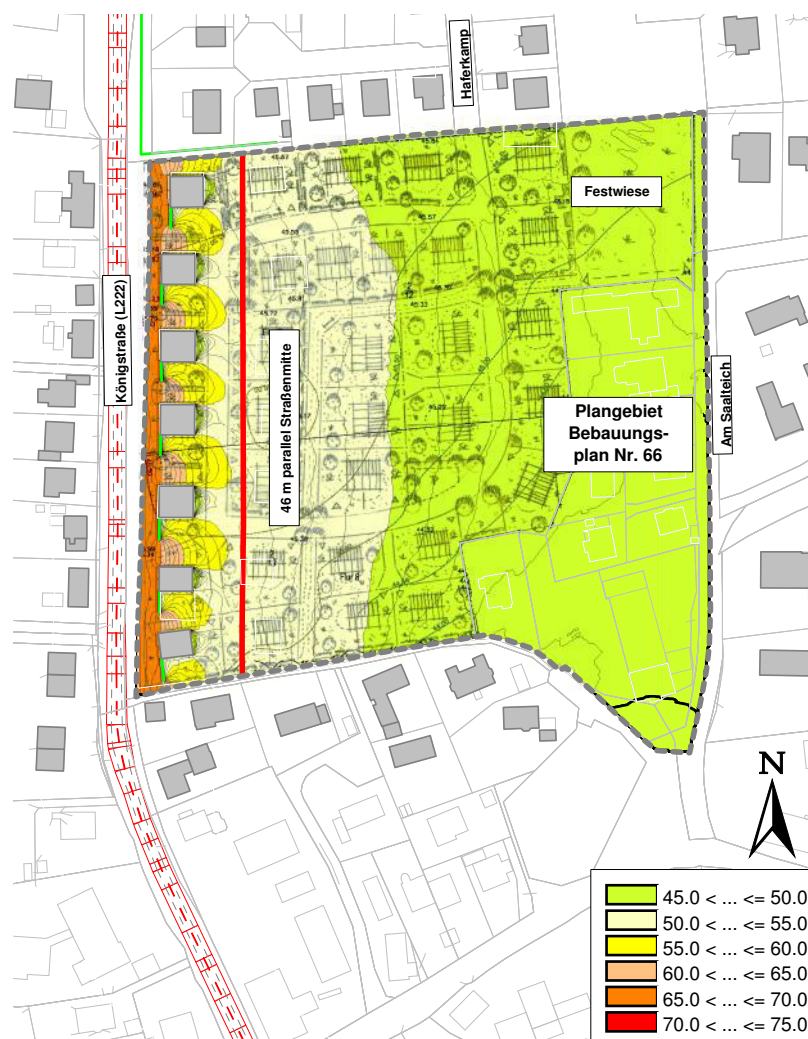 Haferkamp
Festwiese
Königstraße (L222)
46 m parallel Straßenmitte
Am Saalteich
Plangebiet
Bebauungs-
plan Nr. 66
N
45.0 < ... <= 50.0
50.0 < ... <= 55.0
55.0 < ... <= 60.0
60.0 < ... <= 65.0
65.0 < ... <= 70.0
70.0 < ... <= 75.0